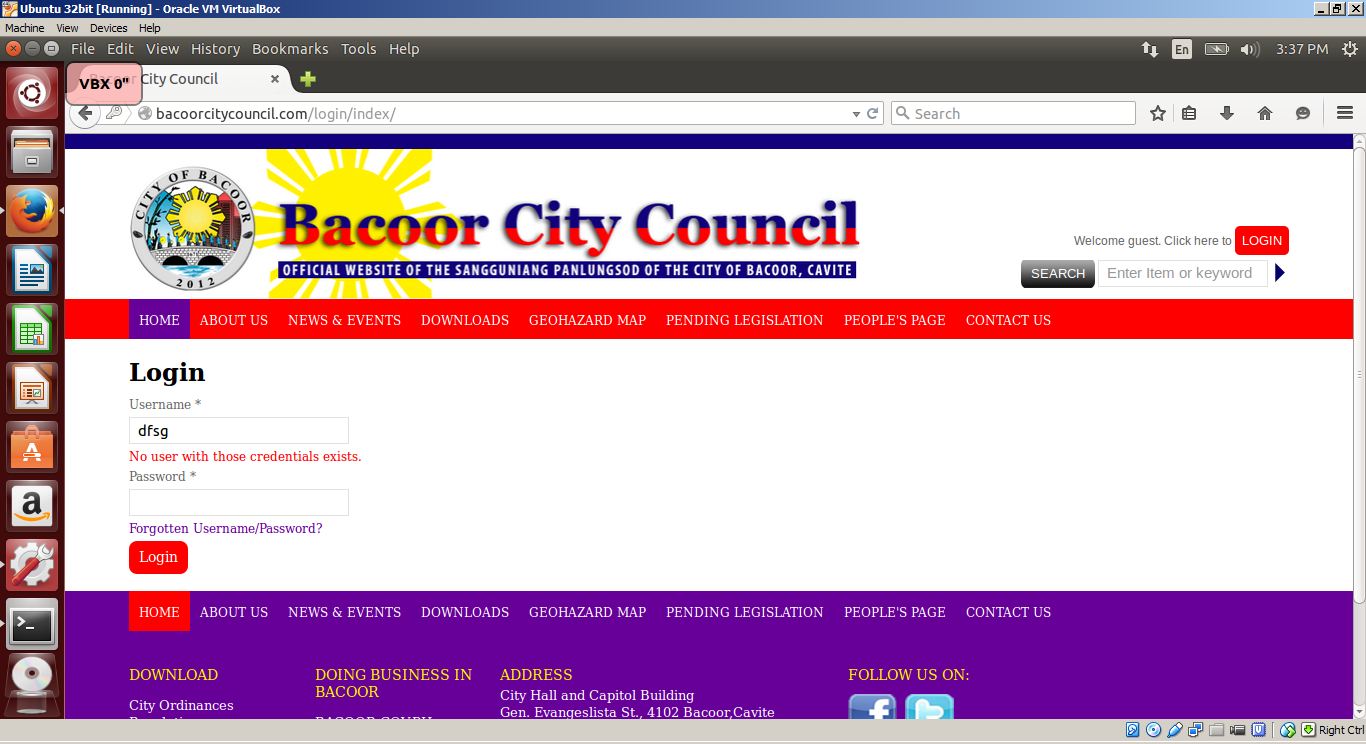 Ubuntu 32bit [Running] - Oracle VM VirtualBox
Machine View Devices Help
File Edit View History Bookmarks Tools Help
En
3:37 PM
VBX 0"
City Council
bacoorcitycouncil.com/login/index/
Search
CITY OF BACOOR
2012
Bacoor City Council
OFFICIAL WEBSITE OF THE SANGGUNIANG PANLUNGSOD OF THE CITY OF BACOOR, CAVITE
Welcome guest. Click here to LOGIN
SEARCH Enter Item or keyword
HOME ABOUT US NEWS & EVENTS DOWNLOADS GEOHAZARD MAP PENDING LEGISLATION PEOPLE'S PAGE CONTACT US
Login
Username *
dfsg
No user with those credentials exists.
Password *
Forgotten Username/Password?
Login
HOME ABOUT US NEWS & EVENTS DOWNLOADS GEOHAZARD MAP PENDING LEGISLATION PEOPLE'S PAGE CONTACT US
DOWNLOAD
City Ordinances
DOING BUSINESS IN
BACOOR
ADDRESS
City Hall and Capitol Building
Gen. Evangeslista St., 4102 Bacoor,Cavite
FOLLOW US ON:
Right Ctrl